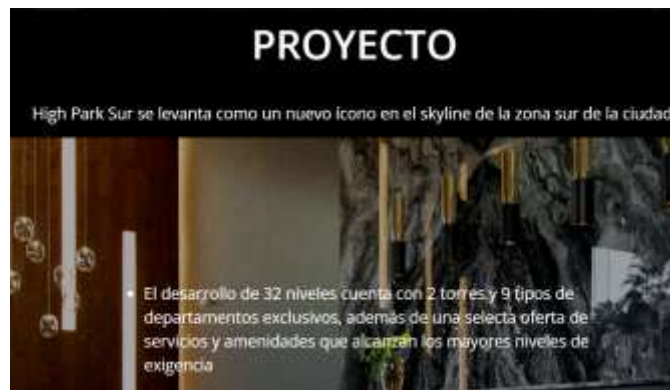 PROYECTO
High Park Sur se levanta como un nuevo ícono en el skyline de la zona sur de la ciudad
• El desarrollo de 32 niveles cuenta con 2 torres y 9 tipos de
departamentos exclusivos, además de una selecta oferta de
servicios y amenidades que alcanzan los mayores niveles de
exigencia